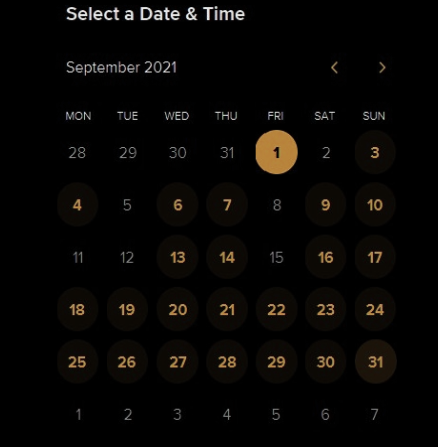 Select a Date & Time
September 2021
MON TUE WED THU FRI SAT SUN
28 29 30 31 1 2 3
4 5 6 7 8 9 10
11 12 13 14 15 16 17
18 19 20 21 22 23 24
25 26 27 28 29 30 31
1 2 3 4 5 6 7